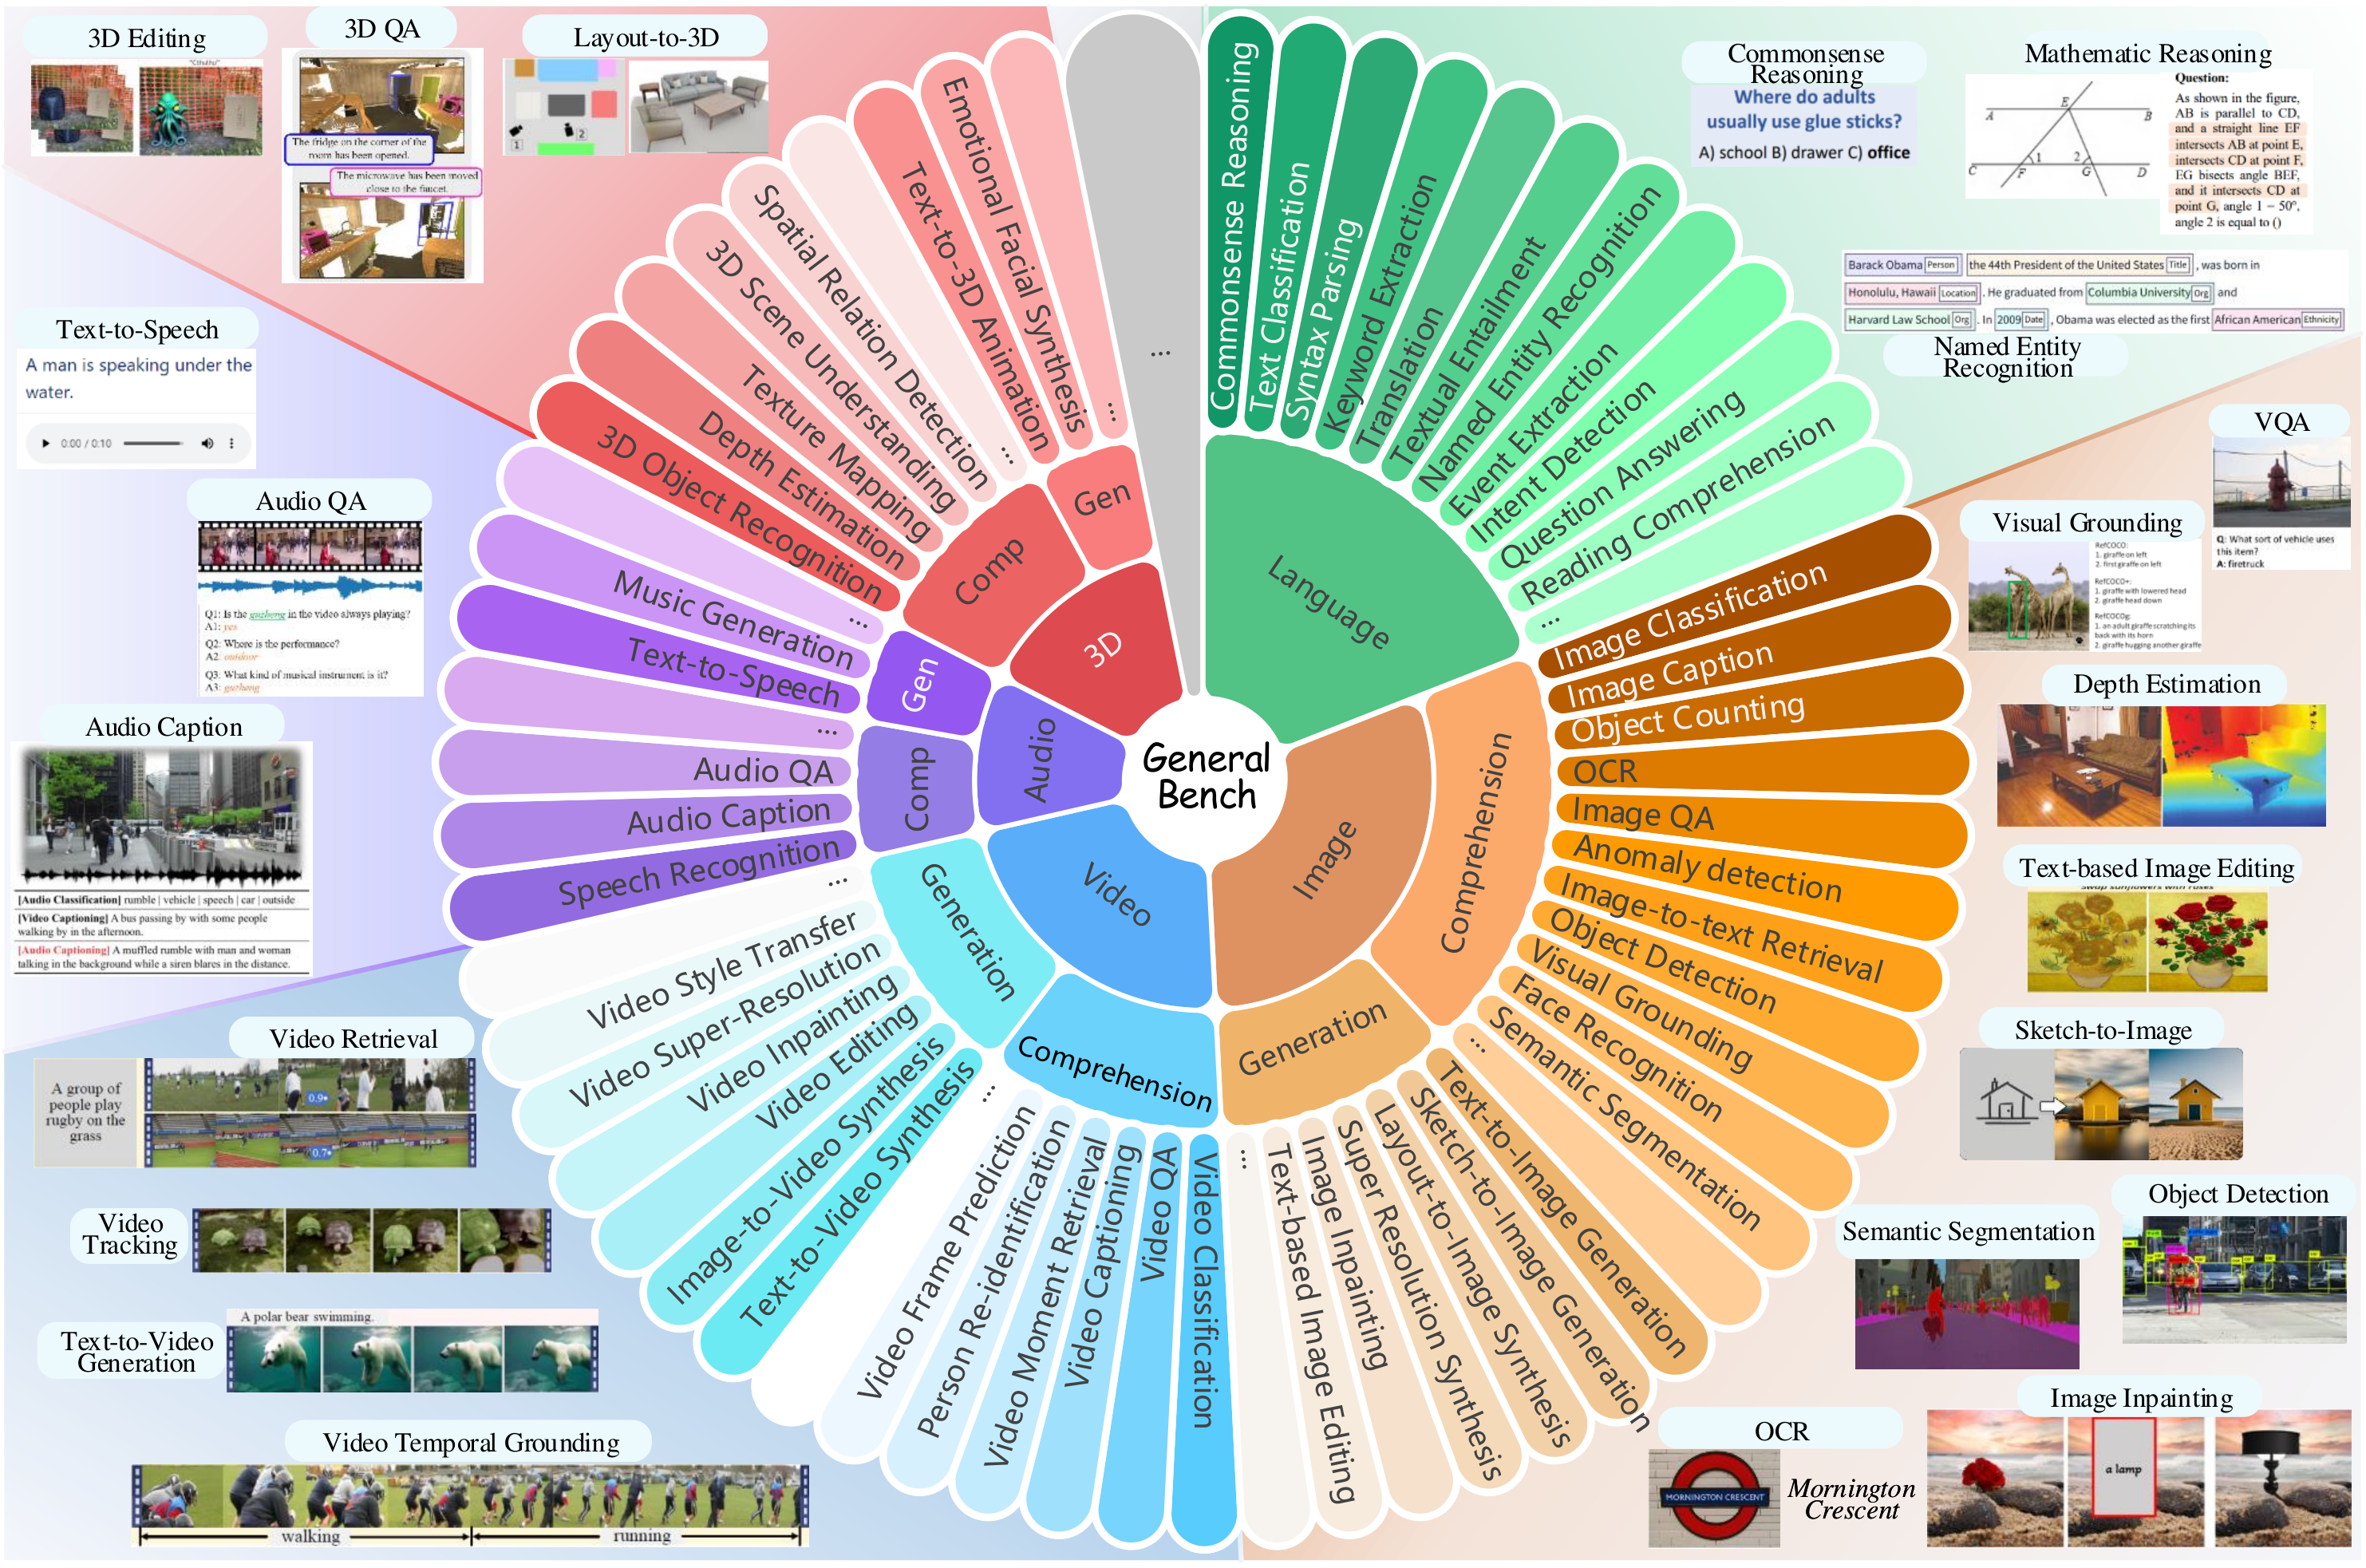 3D Editing
"Cthulhu"
3D QA
The fridge on the corner of the
room has been opened.
The microwave has been moved
close to the faucet.
Layout-to-3D
1
2
Text-to-Speech
A man is speaking under the
water.
0:00 / 0:10
Audio QA
Q1: Is the guzheng in the video always playing?
A1: yes
Q2: Where is the performance?
A2: outdoor
Q3: What kind of musical instrument is it?
A3: guzheng
Audio Caption
[Audio Classification] rumble | vehicle | speech | car | outside
[Video Captioning] A bus passing by with some people
walking by in the afternoon.
[Audio Captioning] A muffled rumble with man and woman
talking in the background while a siren blares in the distance.
Video Retrieval
A group of
people play
rugby on the
grass
0.9
0.7
Video
Tracking
Text-to-Video
Generation
A polar bear swimming.
Video Temporal Grounding
walking
running
General
Bench
Language
Commonsense Reasoning
Text Classification
Syntax Parsing
Keyword Extraction
Translation
Textual Entailment
Named Entity Recognition
Event Extraction
Intent Detection
Question Answering
Reading Comprehension
...
Image
Comprehension
Image Classification
Image Caption
Object Counting
OCR
Image QA
Anomaly detection
Image-to-text Retrieval
Object Detection
Visual Grounding
Face Recognition
Semantic Segmentation
...
Generation
Text-to-Image Generation
Sketch-to-Image Generation
Layout-to-Image Synthesis
Super Resolution Synthesis
Image Inpainting
Text-based Image Editing
...
Video
Comprehension
Video Classification
Video QA
Video Captioning
Video Moment Retrieval
Person Re-identification
Video Frame Prediction
...
Generation
Text-to-Video Synthesis
Image-to-Video Synthesis
Video Editing
Video Inpainting
Video Super-Resolution
Video Style Transfer
...
Audio
Comp
Speech Recognition
Audio Caption
Audio QA
...
Gen
Text-to-Speech
Music Generation
...
3D
Comp
3D Object Recognition
Depth Estimation
Texture Mapping
3D Scene Understanding
Spatial Relation Detection
...
Gen
Text-to-3D Animation
Emotional Facial Synthesis
...
...
Commonsense
Reasoning
Where do adults
usually use glue sticks?
A) school B) drawer C) office
Mathematic Reasoning
A
B
C
D
E
F
G
1
2
Question:
As shown in the figure,
AB is parallel to CD,
and a straight line EF
intersects AB at point E,
intersects CD at point F,
EG bisects angle BEF,
and it intersects CD at
point G, angle 1 − 50°,
angle 2 is equal to ()
Barack Obama Person the 44th President of the United States Title , was born in
Honolulu, Hawaii Location . He graduated from Columbia University Org and
Harvard Law School Org . In 2009 Date , Obama was elected as the first African American Ethnicity
Named Entity
Recognition
VQA
Q: What sort of vehicle uses
this item?
A: firetruck
Visual Grounding
RefCOCO:
1. giraffe on left
2. first giraffe on left
RefCOCO+:
1. giraffe with lowered head
2. giraffe head down
RefCOCOg:
1. an adult giraffe scratching its
back with its horn
2. giraffe hugging another giraffe
Depth Estimation
Text-based Image Editing
Swap sunflowers with roses
Sketch-to-Image
Object Detection
Semantic Segmentation
Image Inpainting
a lamp
OCR
MORNINGTON CRESCENT
Mornington
Crescent